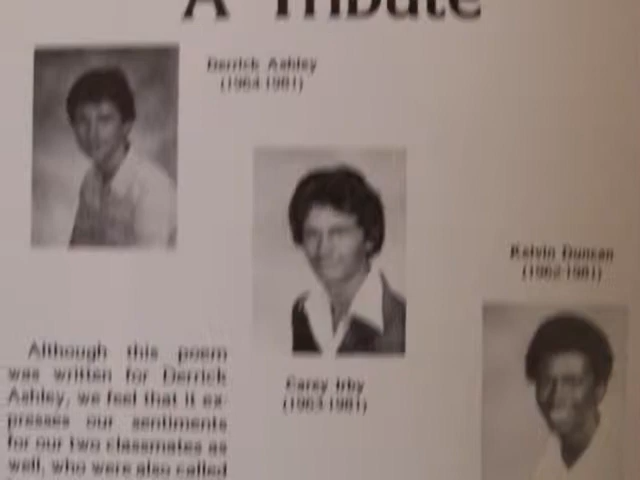 A Tribute
Derrick Ashley
(1964-1981)
Kelvin Duncan
(1962-1981)
Carey Irby
(1963-1981)
Although this poem
was written for Derrick
Ashley, we feel that it ex-
presses our sentiments
for our two classmates as
well, who were also called